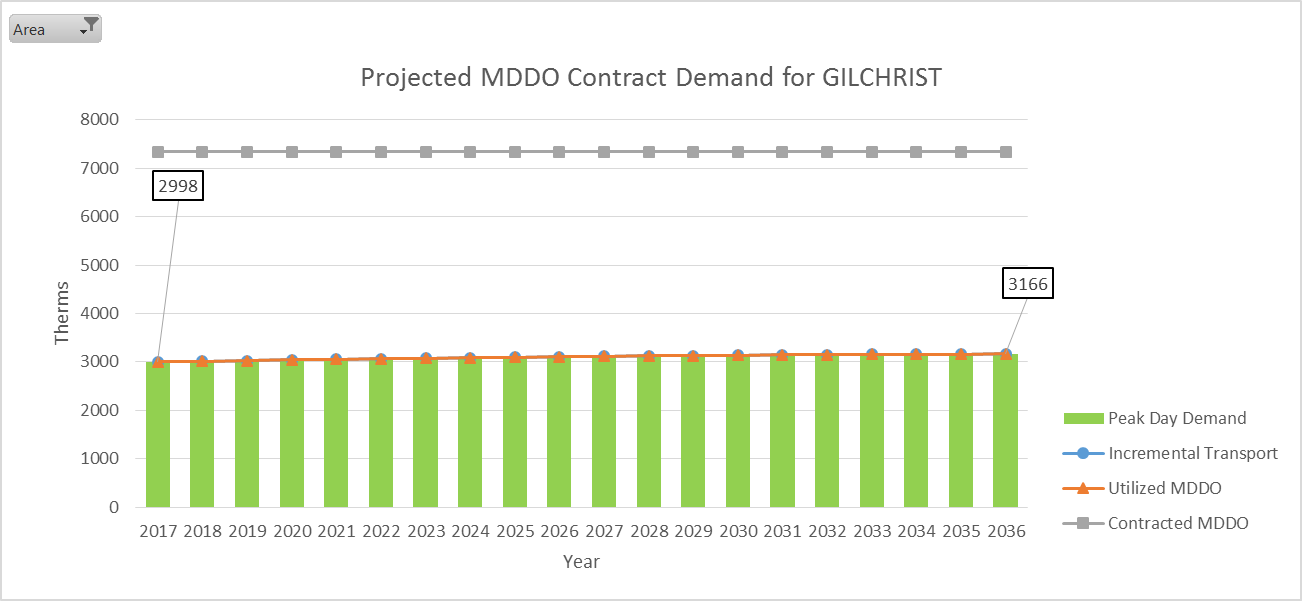 Area
Projected MDDO Contract Demand for GILCHRIST
8000
7000
6000
5000
4000
3000
2000
1000
0
Therms
2998
3166
2017 2018 2019 2020 2021 2022 2023 2024 2025 2026 2027 2028 2029 2030 2031 2032 2033 2034 2035 2036
Year
Peak Day Demand
Incremental Transport
Utilized MDDO
Contracted MDDO